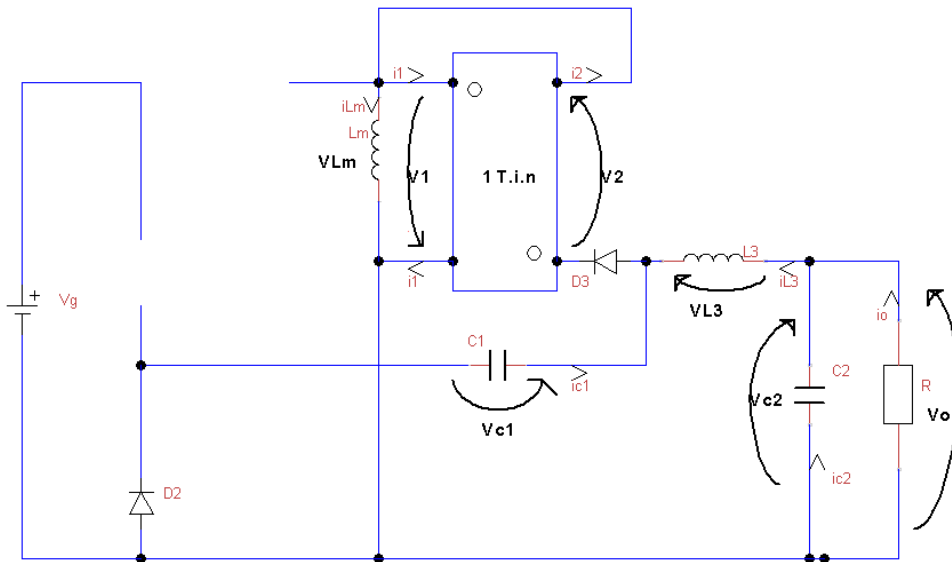 i1
i2
iLm
Lm
VLm
V1
1 T.i.n
V2
+
Vg
i1
D3
L3
iL3
VL3
io
C1
ic1
Vc1
C2
Vc2
R
Vo
ic2
D2